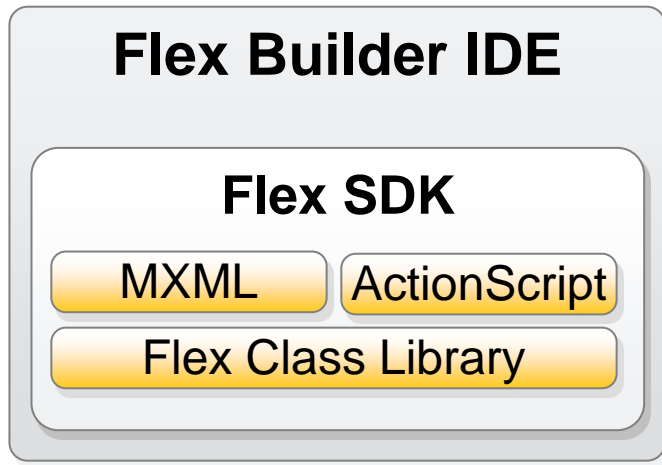 Flex Builder IDE
Flex SDK
MXML ActionScript
Flex Class Library